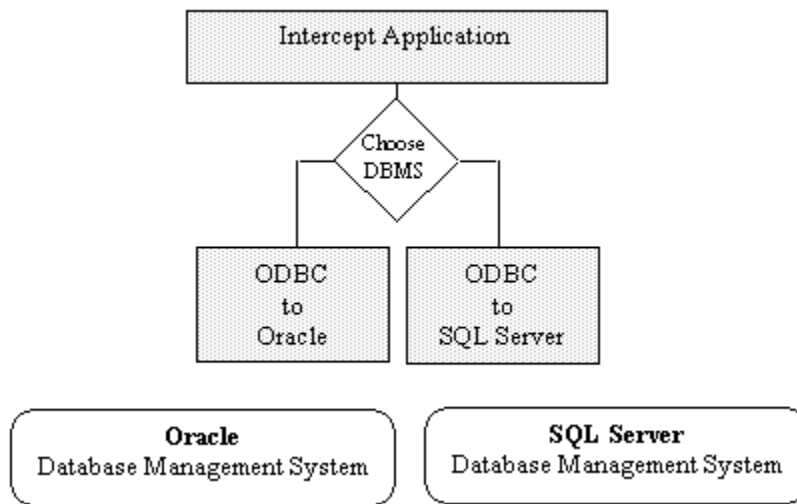 Intercept Application
Choose
DBMS
ODBC
to
Oracle
ODBC
to
SQL Server
Oracle
Database Management System
SQL Server
Database Management System